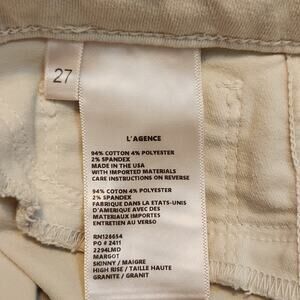 27
L'AGENCE
94% COTTON 4% POLYESTER
2% SPANDEX
MADE IN THE USA
WITH IMPORTED MATERIALS
CARE INSTRUCTIONS ON REVERSE
94% COTON 4% POLYESTER
2% SPANDEX
FABRIQUE DANS LA ETATS-UNIS
D'AMERIQUE AVEC DES
MATERIAUX IMPORTES
ENTRETIEN AU VERSO
RN126654
PO # 2411
2294LMD
MARGOT
SKINNY / MAIGRE
HIGH RISE / TAILLE HAUTE
GRANITE / GRANIT